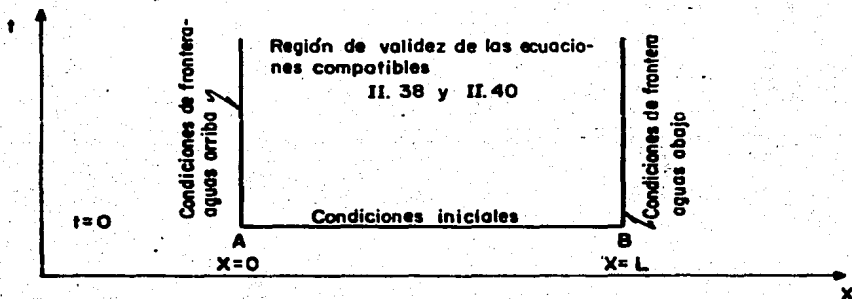 t
Condiciones de frontera-
aguas arriba
Región de validez de las ecuacio-
nes compatibles
II. 38 y II. 40
Condiciones de frontera
aguas abajo
t=0
Condiciones iniciales
A
B
X=0
X= L
X